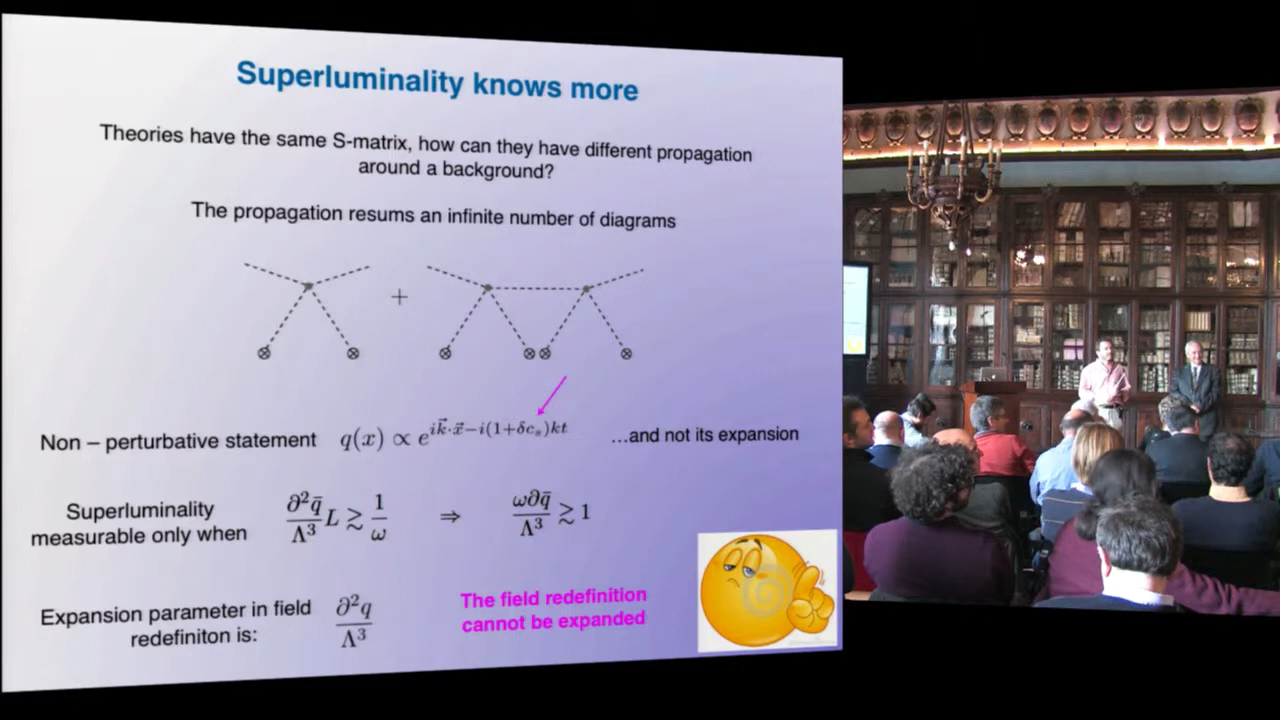 Superluminality knows more
Theories have the same S-matrix, how can they have different propagation
around a background?
The propagation resums an infinite number of diagrams
+
Non – perturbative statement q(x) ∝ e^{i\vec{k}·\vec{x}−i(1+δc_s)kt} ...and not its expansion
Superluminality
measurable only when ∂²q̄/Λ³ L ≳ 1/ω ⇒ ω∂q̄/Λ³ ≳ 1
Expansion parameter in field
redefiniton is: ∂²q/Λ³
The field redefinition
cannot be expanded